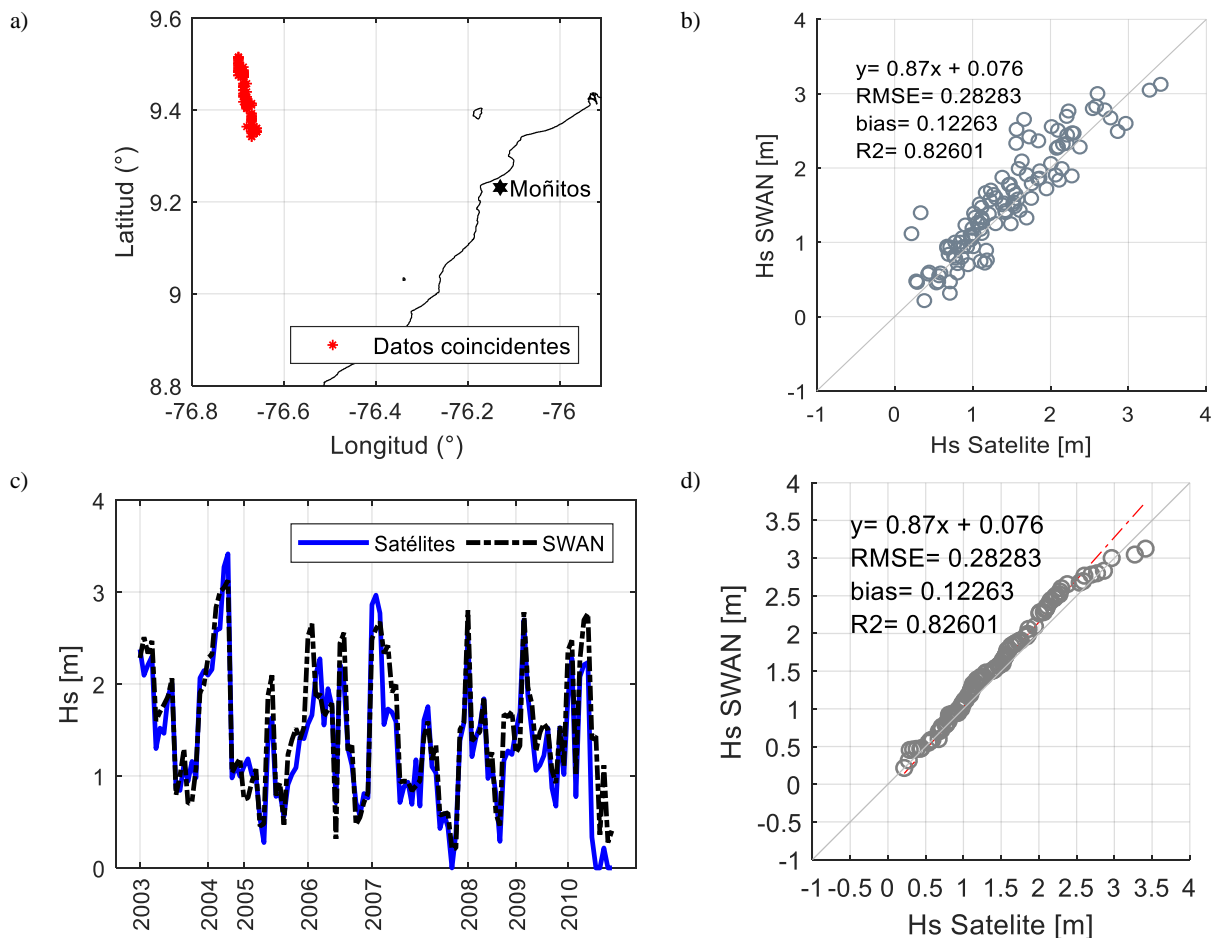 a)
9.6
9.4
9.2
9
8.8
Latitud (°)
Moñitos
Datos coincidentes
-76.8
-76.6
-76.4
-76.2
-76
Longitud (°)
b)
4
3
2
1
0
-1
Hs SWAN [m]
y= 0.87x + 0.076
RMSE= 0.28283
bias= 0.12263
R2= 0.82601
-1
0
1
2
3
4
Hs Satelite [m]
c)
4
3
2
1
0
Hs [m]
Satélites
SWAN
2003
2004
2005
2006
2007
2008
2009
2010
d)
4
3.5
3
2.5
2
1.5
1
0.5
0
-0.5
-1
Hs SWAN [m]
y= 0.87x + 0.076
RMSE= 0.28283
bias= 0.12263
R2= 0.82601
-1
-0.5
0
0.5
1
1.5
2
2.5
3
3.5
4
Hs Satelite [m]